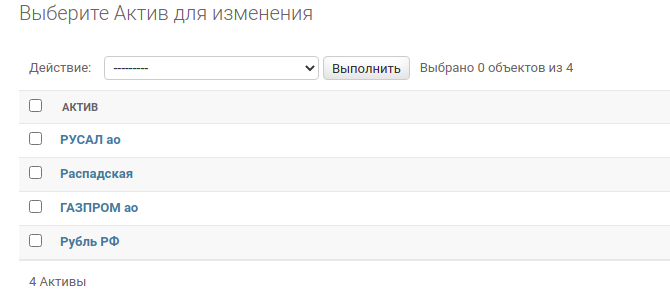 Выберите Актив для изменения
Действие: --------- Выполнить Выбрано 0 объектов из 4
АКТИВ
РУСАЛ ао
Распадская
ГАЗПРОМ ао
Рубль РФ
4 Активы